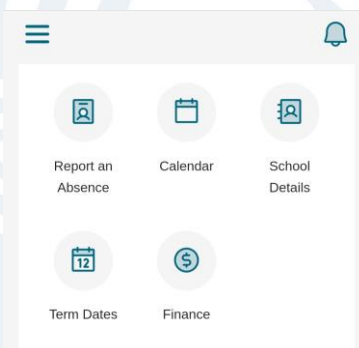 Report an
Absence
Calendar
School
Details
12
Term Dates
Finance